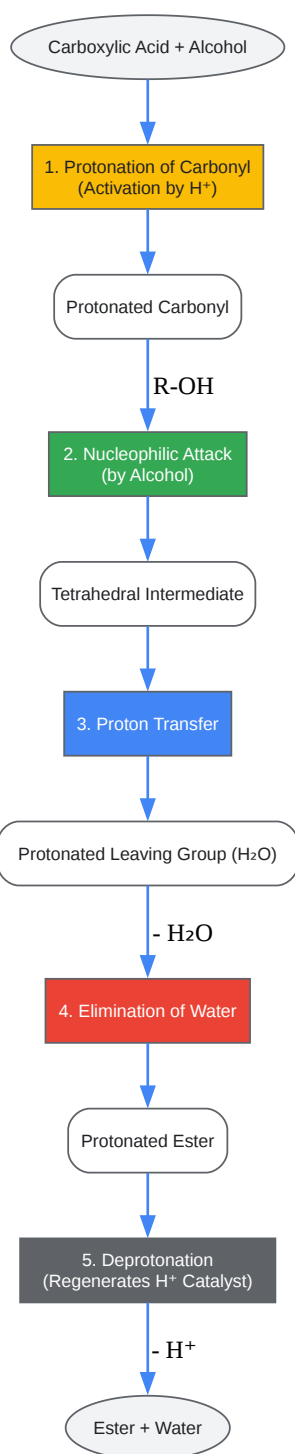 Carboxylic Acid + Alcohol
1. Protonation of Carbonyl
(Activation by H⁺)
Protonated Carbonyl
R-OH
2. Nucleophilic Attack
(by Alcohol)
Tetrahedral Intermediate
3. Proton Transfer
Protonated Leaving Group (H₂O)
- H₂O
4. Elimination of Water
Protonated Ester
5. Deprotonation
(Regenerates H⁺ Catalyst)
- H⁺
Ester + Water